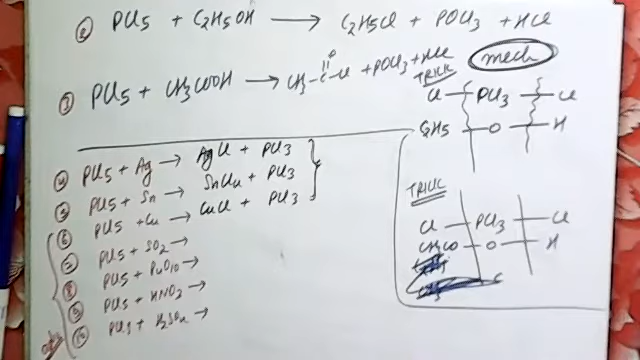 ② PCl5 + C2H5OH → C2H5Cl + POCl3 + HCl
③ PCl5 + CH3COOH → CH3-C-Cl + POCl3 + HCl
O
mech
TRICK
Cl PCl3 Cl
C2H5 O H
④ PCl5 + Ag → AgCl + PCl3
⑤ PCl5 + Sn → SnCl4 + PCl3
⑥ PCl5 + Cu → CuCl + PCl3
⑦ PCl5 + SO2 →
⑧ PCl5 + P4O10 →
⑨ PCl5 + HNO3 →
⑩ PCl5 + H2SO4 →
TRICK
Cl PCl3 Cl
CH3CO O H